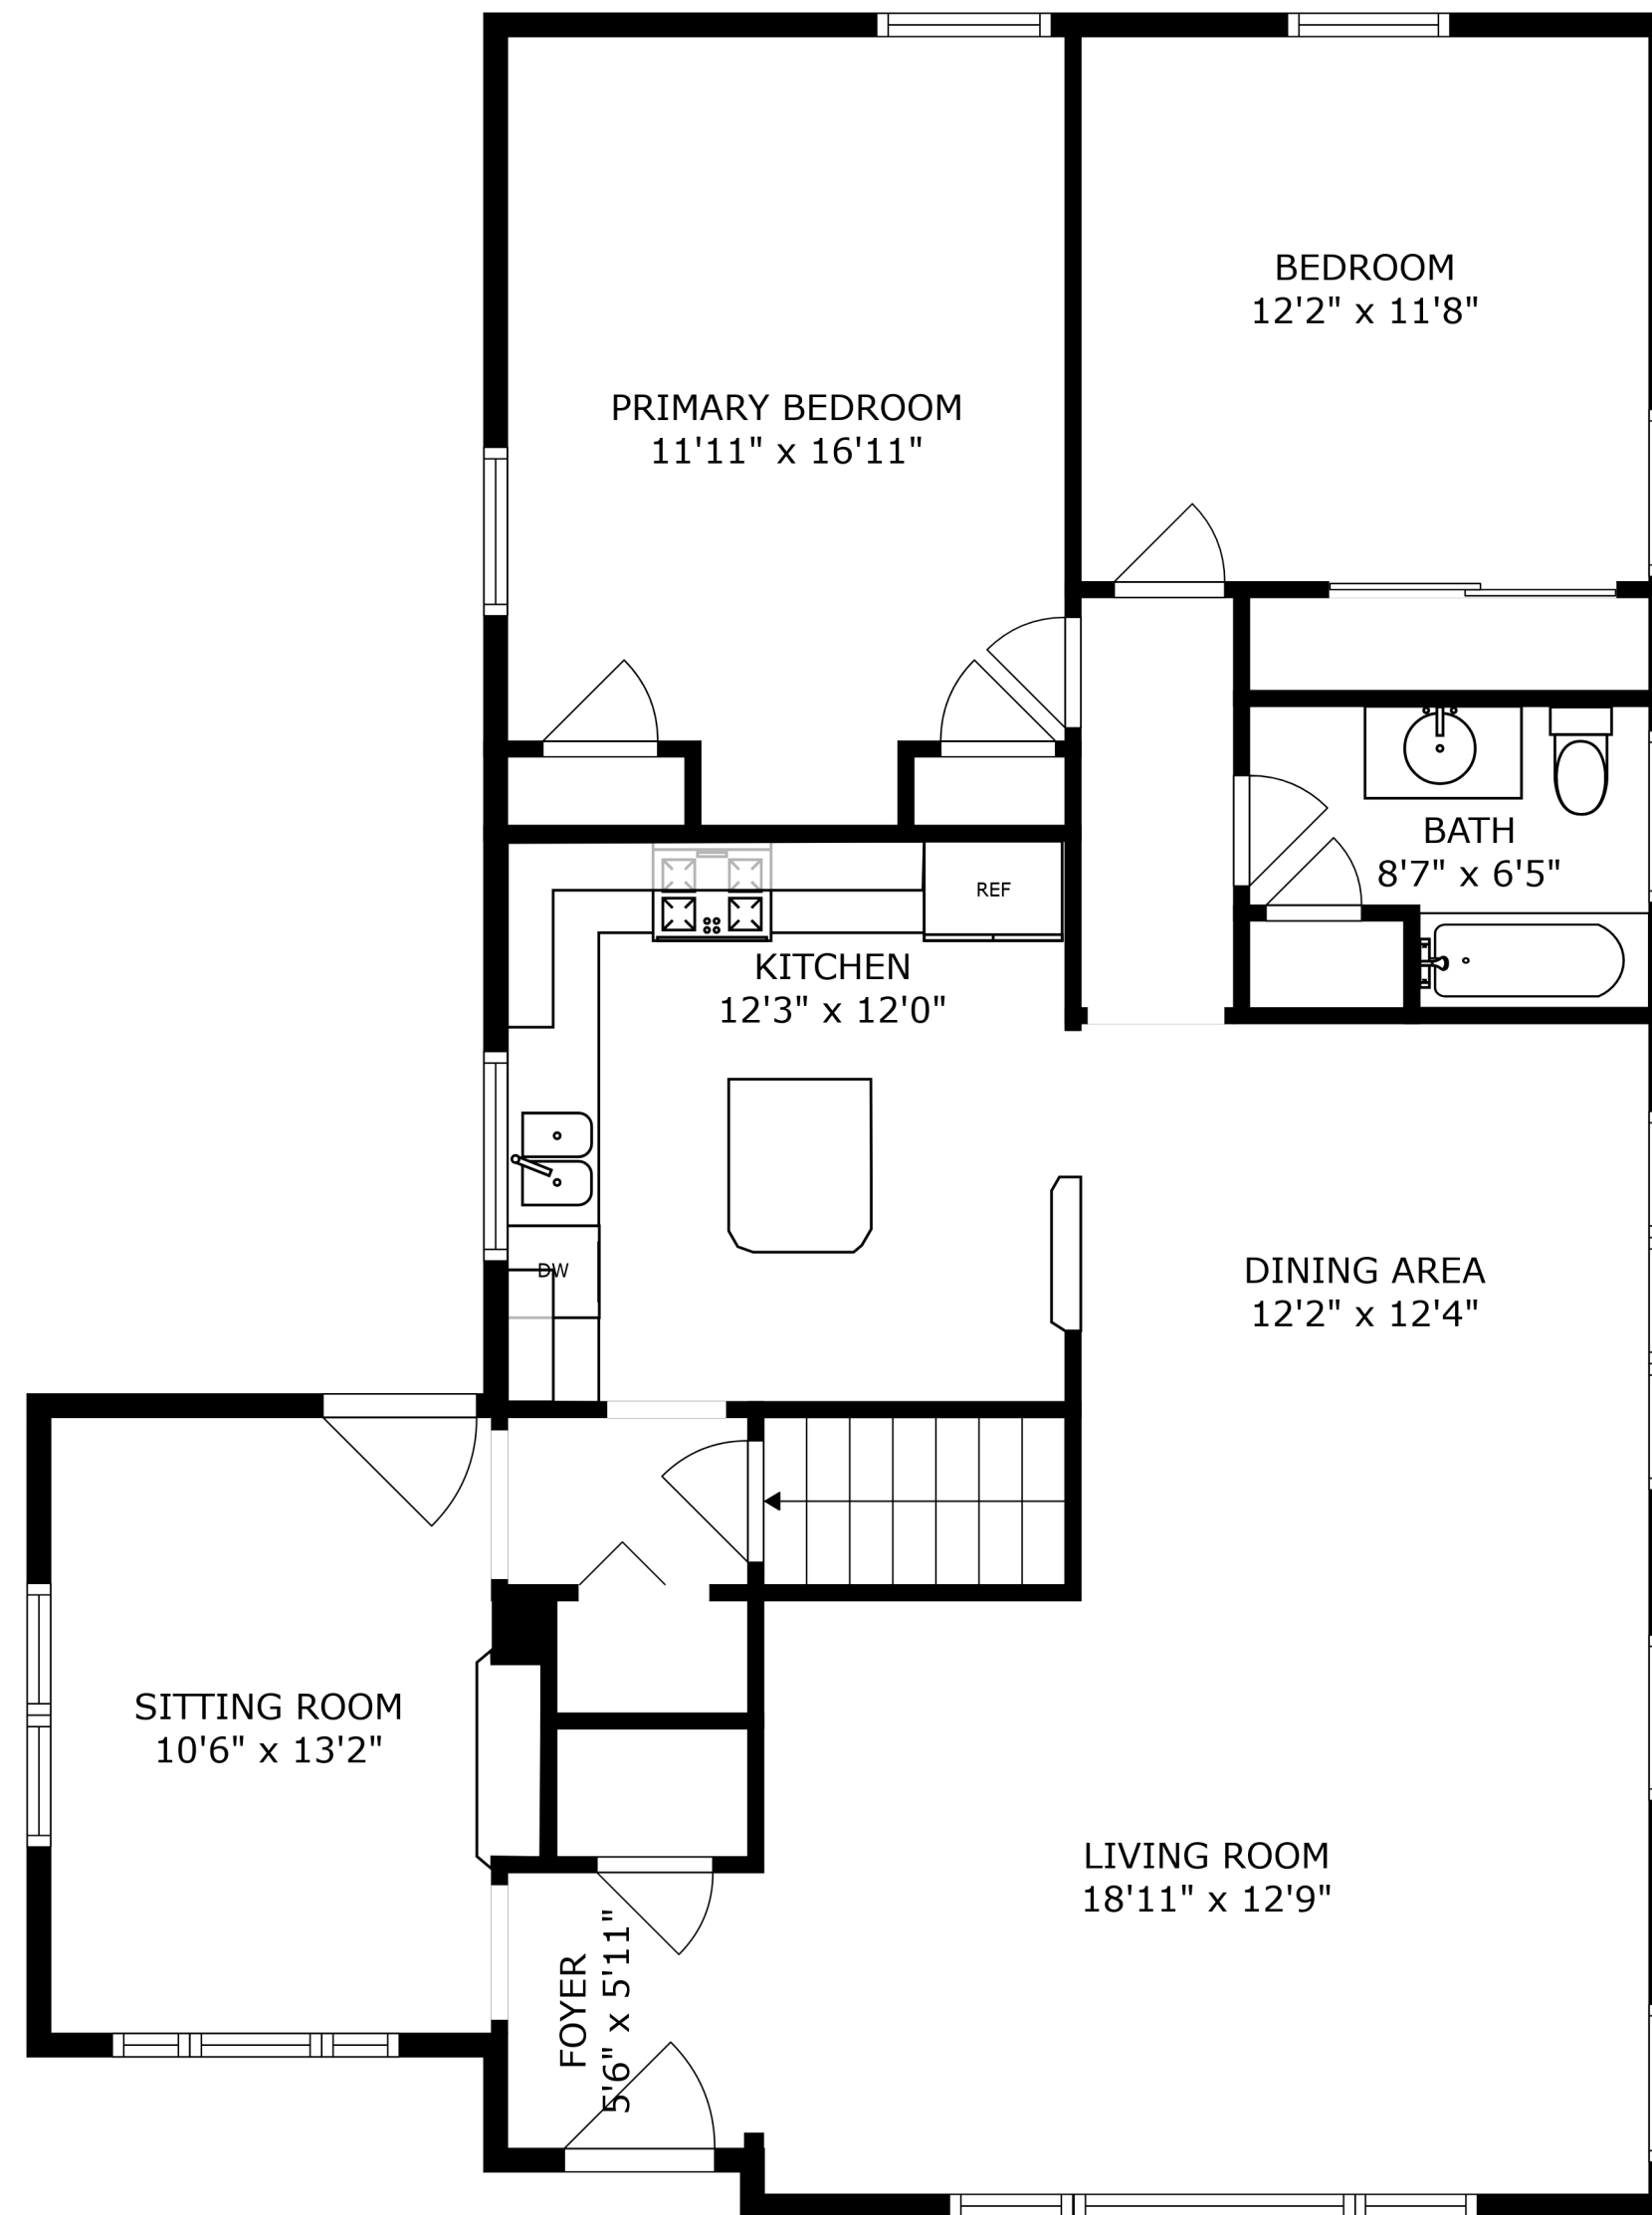 BEDROOM
12'2" x 11'8"
PRIMARY BEDROOM
11'11" x 16'11"
BATH
8'7" x 6'5"
REF
KITCHEN
12'3" x 12'0"
DW
DINING AREA
12'2" x 12'4"
SITTING ROOM
10'6" x 13'2"
LIVING ROOM
18'11" x 12'9"
FOYER
5'6" x 5'11"